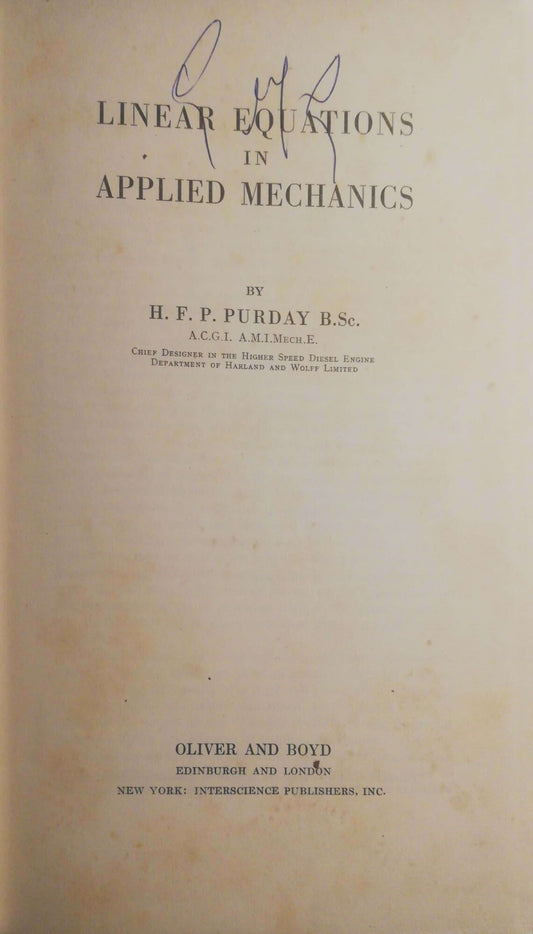 LINEAR EQUATIONS
IN
APPLIED MECHANICS
BY
H. F. P. PURDAY B.Sc.
A.C.G.I. A.M.I.Mech.E.
Chief Designer in the Higher Speed Diesel Engine
Department of Harland and Wolff Limited
OLIVER AND BOYD
EDINBURGH AND LONDON
NEW YORK: INTERSCIENCE PUBLISHERS, INC.